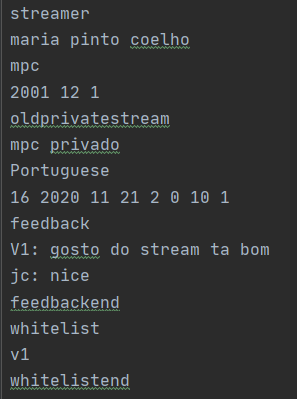 streamer
maria pinto coelho
mpc
2001 12 1
oldprivatestream
mpc privado
Portuguese
16 2020 11 21 2 0 10 1
feedback
V1: gosto do stream ta bom
jc: nice
feedbackend
whitelist
v1
whitelistend